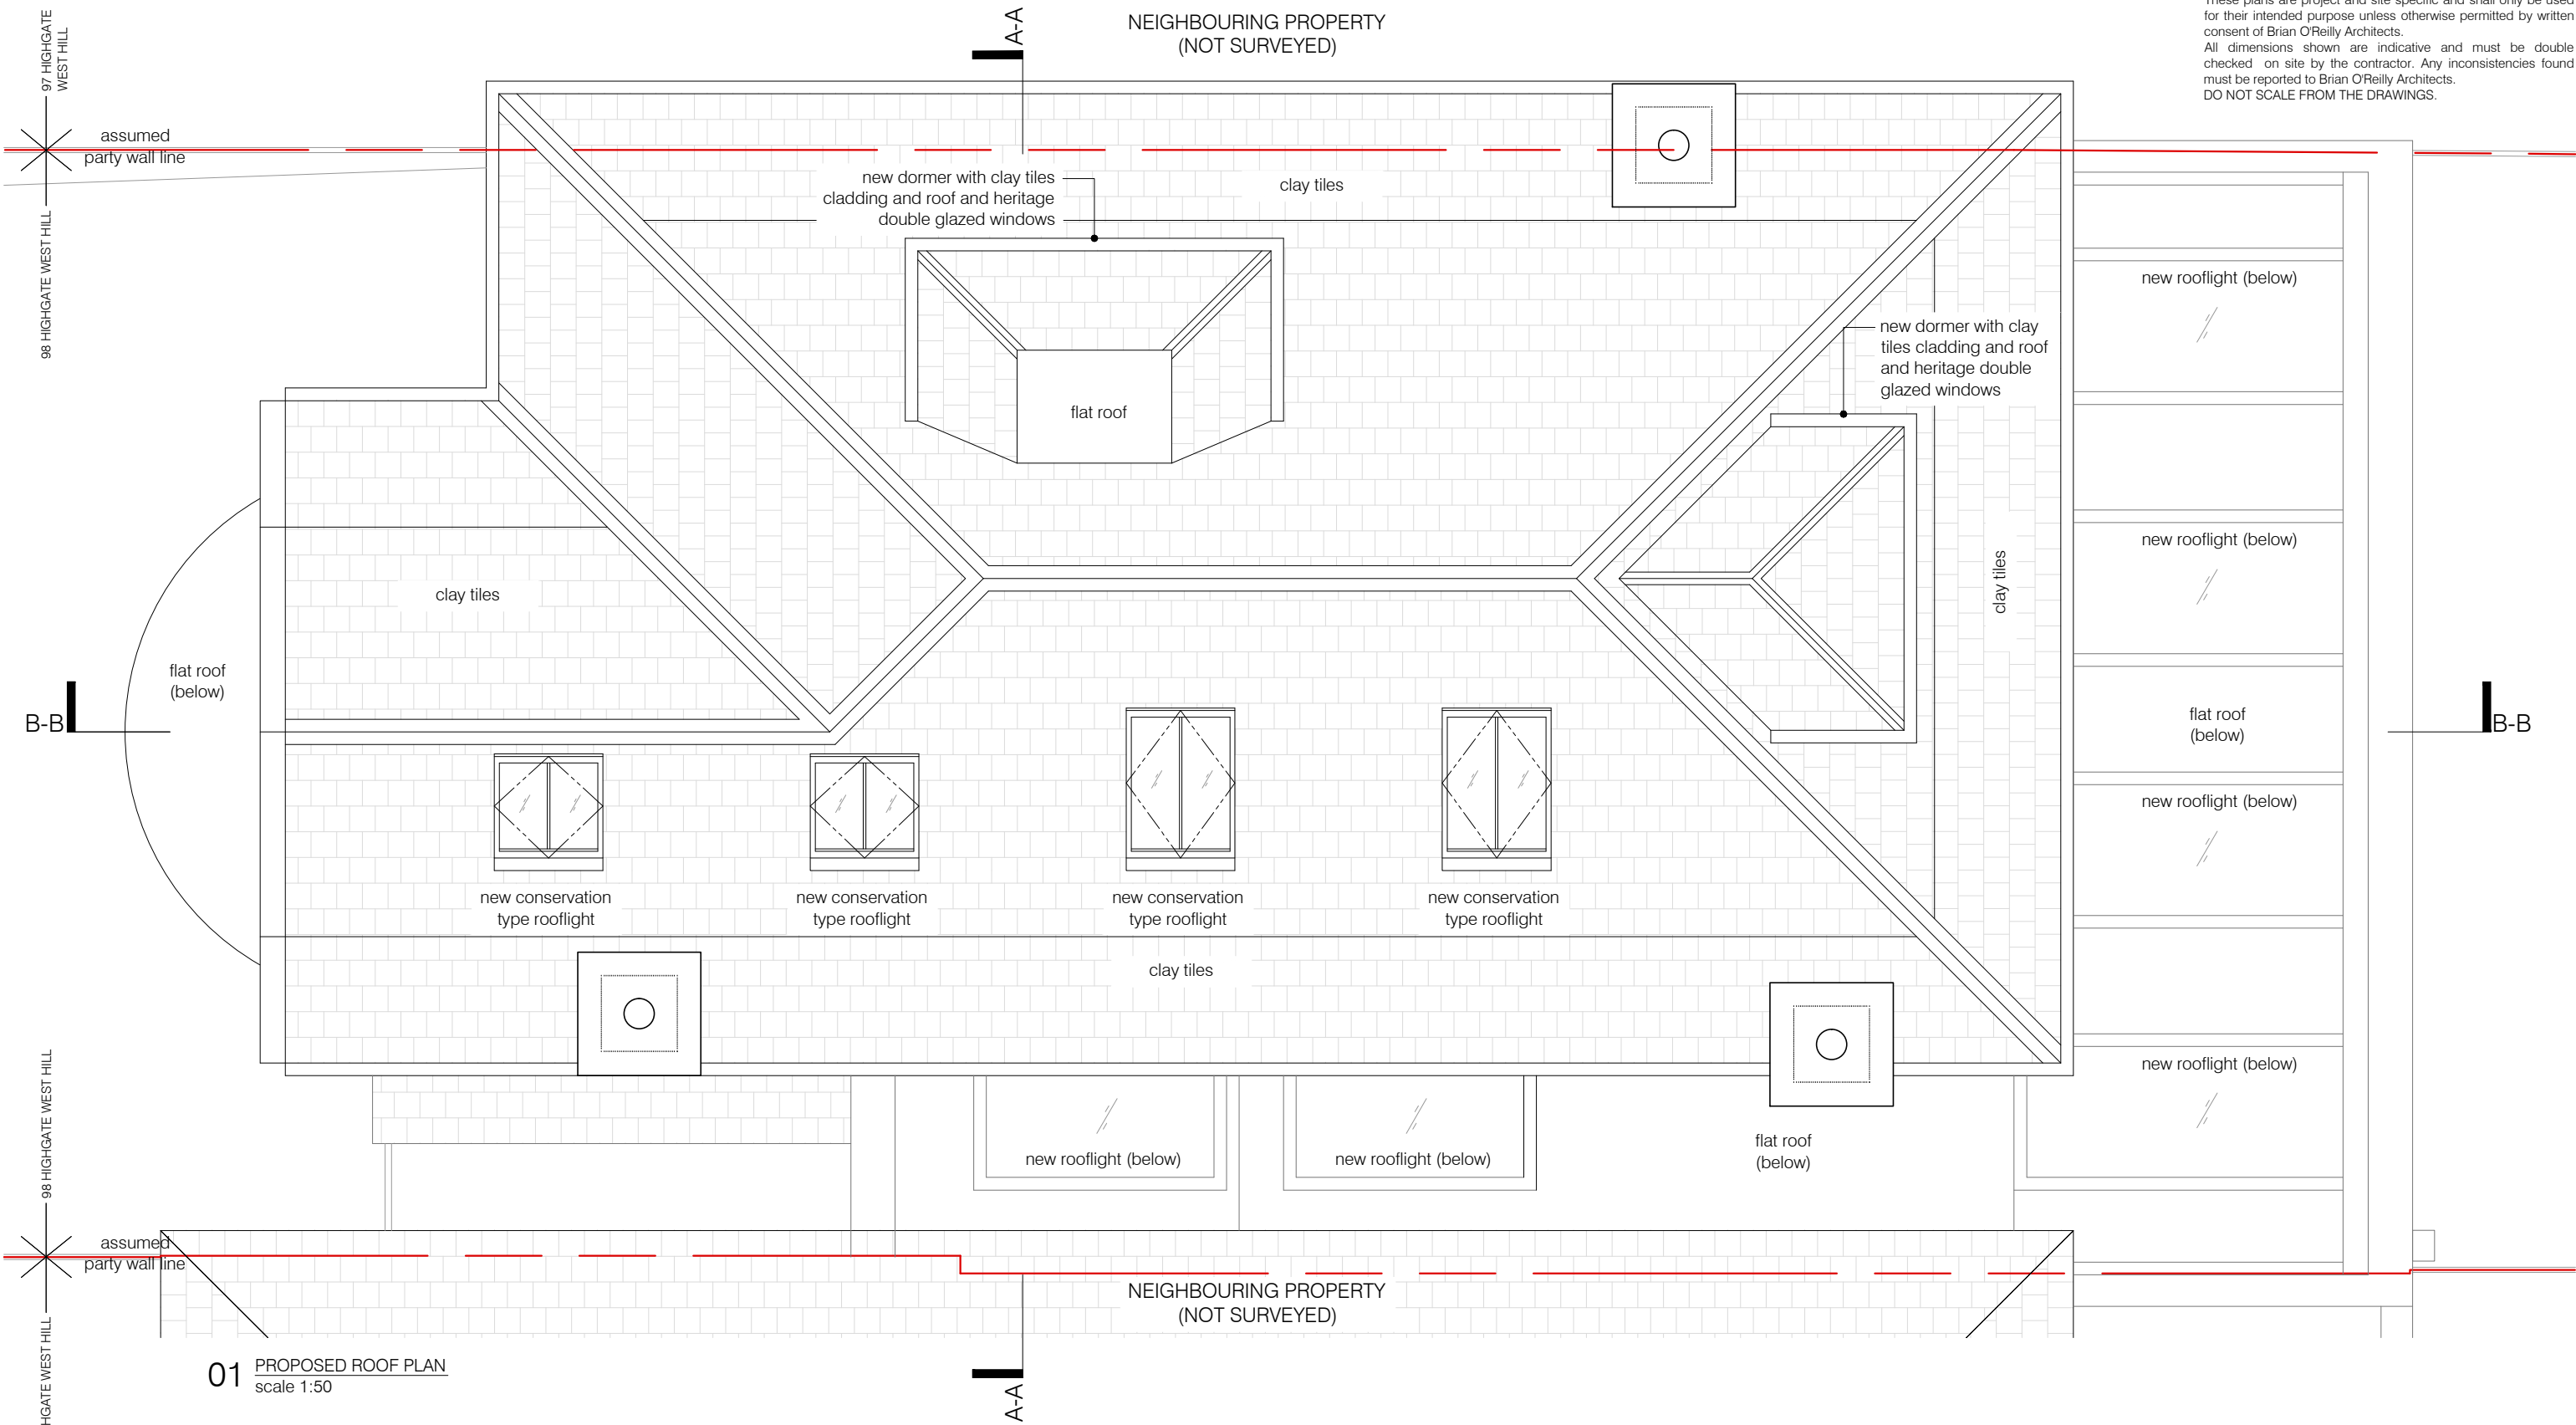 These plans are project and site specific and shall only be used
for their intended purpose unless otherwise permitted by written
consent of Brian O'Reilly Architects.
All dimensions shown are indicative and must be double
checked on site by the contractor. Any inconsistencies found
must be reported to Brian O'Reilly Architects.
DO NOT SCALE FROM THE DRAWINGS.
97 HIGHGATE
WEST HILL
A-A
NEIGHBOURING PROPERTY
(NOT SURVEYED)
assumed
party wall line
98 HIGHGATE WEST HILL
new dormer with clay tiles
cladding and roof and heritage
double glazed windows
clay tiles
new rooflight (below)
new dormer with clay
tiles cladding and roof
and heritage double
glazed windows
flat roof
new rooflight (below)
clay tiles
clay tiles
flat roof
(below)
B-B
flat roof
(below)
B-B
new rooflight (below)
new conservation
type rooflight
new conservation
type rooflight
new conservation
type rooflight
new conservation
type rooflight
clay tiles
new rooflight (below)
98 HIGHGATE WEST HILL
new rooflight (below)
new rooflight (below)
flat roof
(below)
assumed
party wall line
NEIGHBOURING PROPERTY
(NOT SURVEYED)
HGATE WEST HILL
01 PROPOSED ROOF PLAN
scale 1:50
A-A